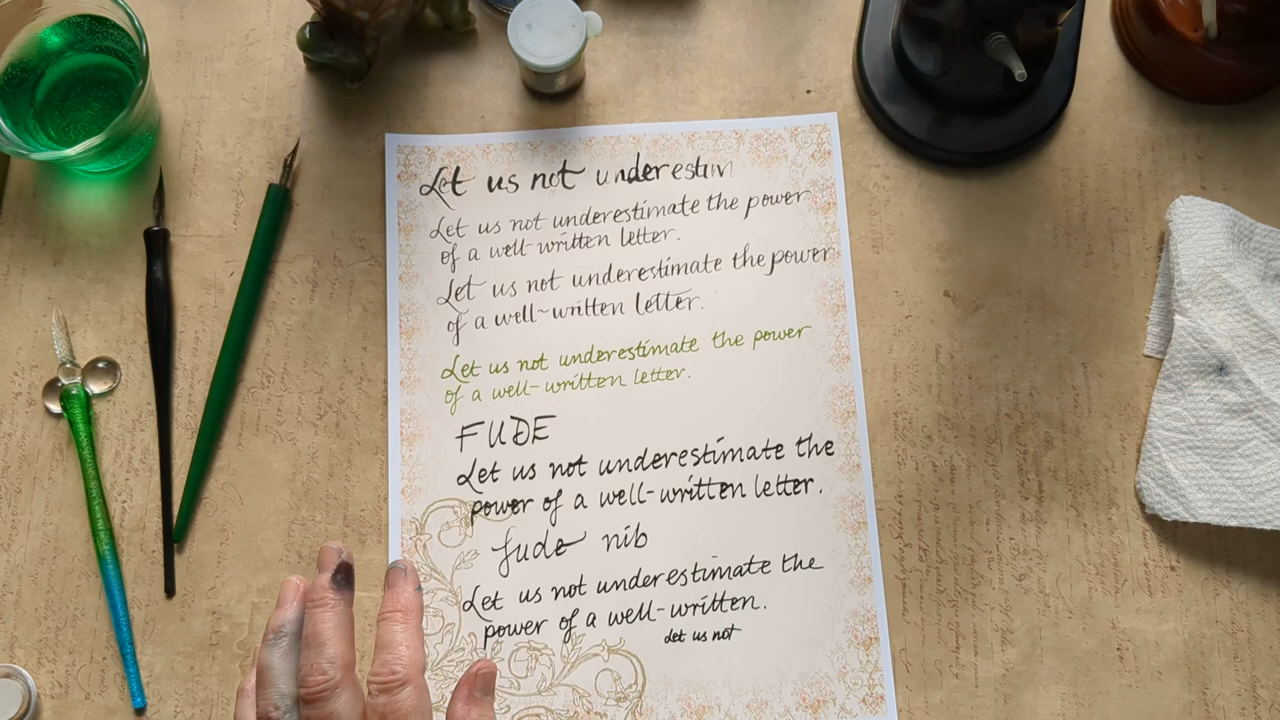 Let us not underestim
Let us not underestimate the power
of a well-written letter.
Let us not underestimate the power
of a well-written letter.
Let us not underestimate the power
of a well-written letter.
FUDE
Let us not underestimate the
power of a well-written letter.
fude nib
Let us not underestimate the
power of a well-written.
Let us not